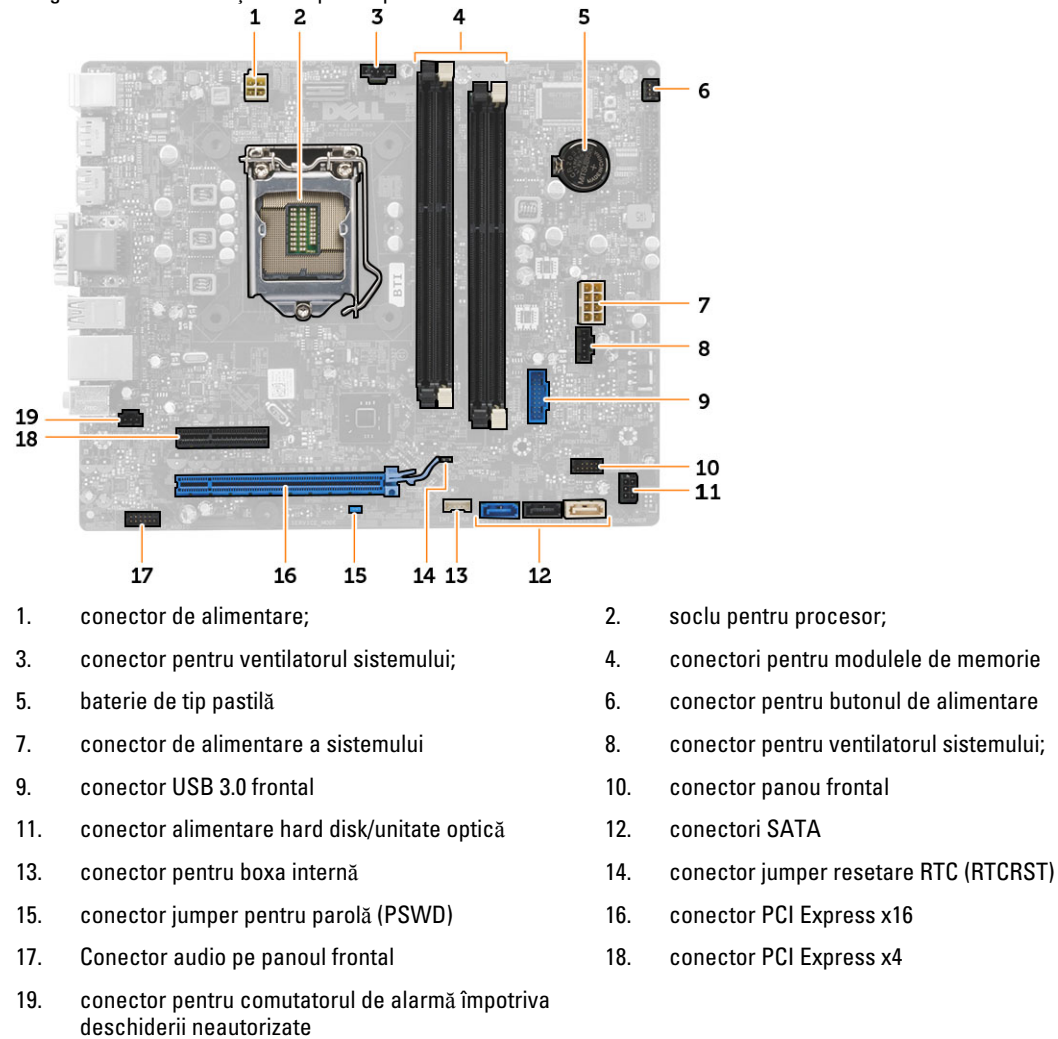 1 2 3 4 5
6
7
8
9
10
11
12
13
14
15
16
17
18
19
DELL
BTI
1. conector de alimentare;
2. soclu pentru procesor;
3. conector pentru ventilatorul sistemului;
4. conectori pentru modulele de memorie
5. baterie de tip pastilă
6. conector pentru butonul de alimentare
7. conector de alimentare a sistemului
8. conector pentru ventilatorul sistemului;
9. conector USB 3.0 frontal
10. conector panou frontal
11. conector alimentare hard disk/unitate optică
12. conectori SATA
13. conector pentru boxa internă
14. conector jumper resetare RTC (RTCRST)
15. conector jumper pentru parolă (PSWD)
16. conector PCI Express x16
17. Conector audio pe panoul frontal
18. conector PCI Express x4
19. conector pentru comutatorul de alarmă împotriva
deschiderii neautorizate